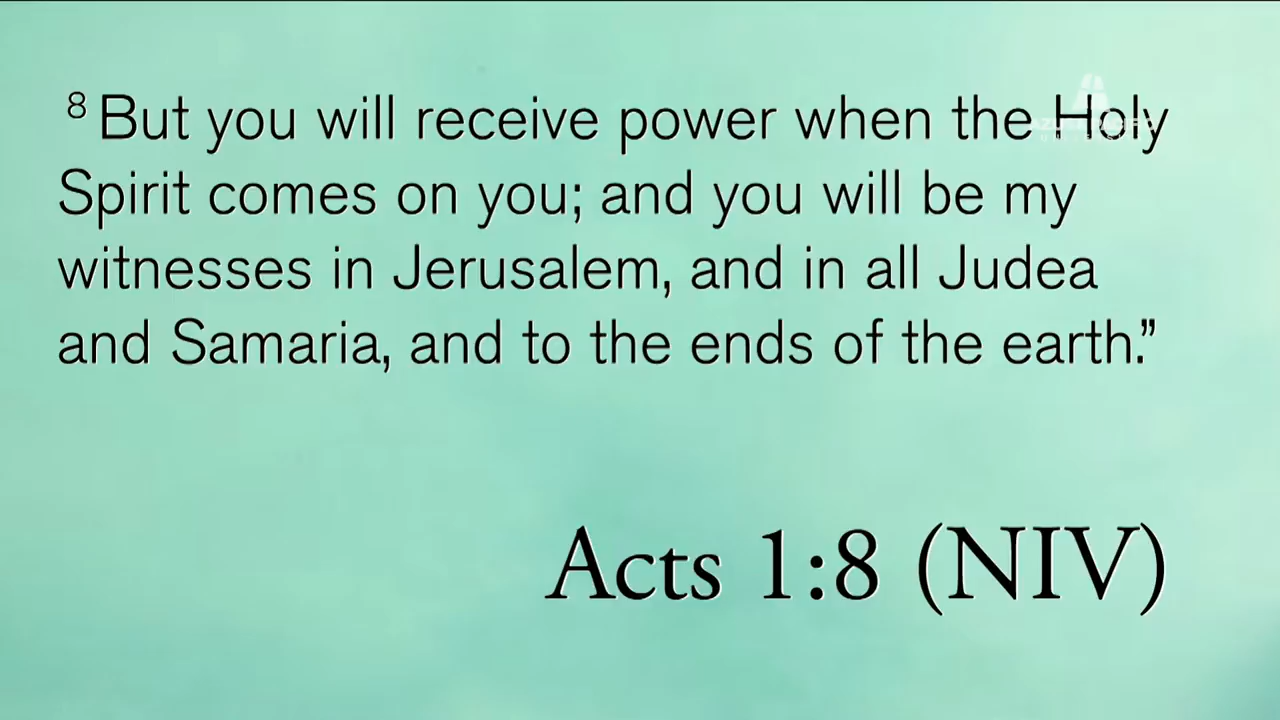 8 But you will receive power when the Holy
Spirit comes on you; and you will be my
witnesses in Jerusalem, and in all Judea
and Samaria, and to the ends of the earth.”
Acts 1:8 (NIV)
AZUSA PACIFIC